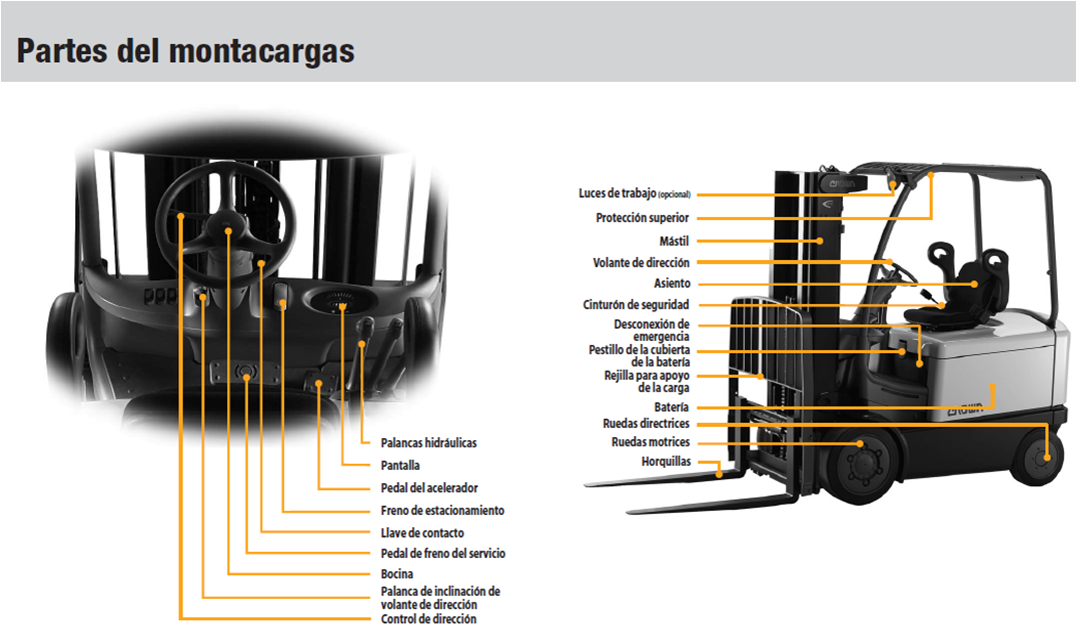 Partes del montacargas
Palancas hidráulicas
Pantalla
Pedal del acelerador
Freno de estacionamiento
Llave de contacto
Pedal de freno del servicio
Bocina
Palanca de inclinación de
volante de dirección
Control de dirección
Luces de trabajo (opcional)
Protección superior
Mástil
Volante de dirección
Asiento
Cinturón de seguridad
Desconexión de
emergencia
Pestillo de la cubierta
de la batería
Rejilla para apoyo
de la carga
Batería
Ruedas directrices
Ruedas motrices
Horquillas
CROWN